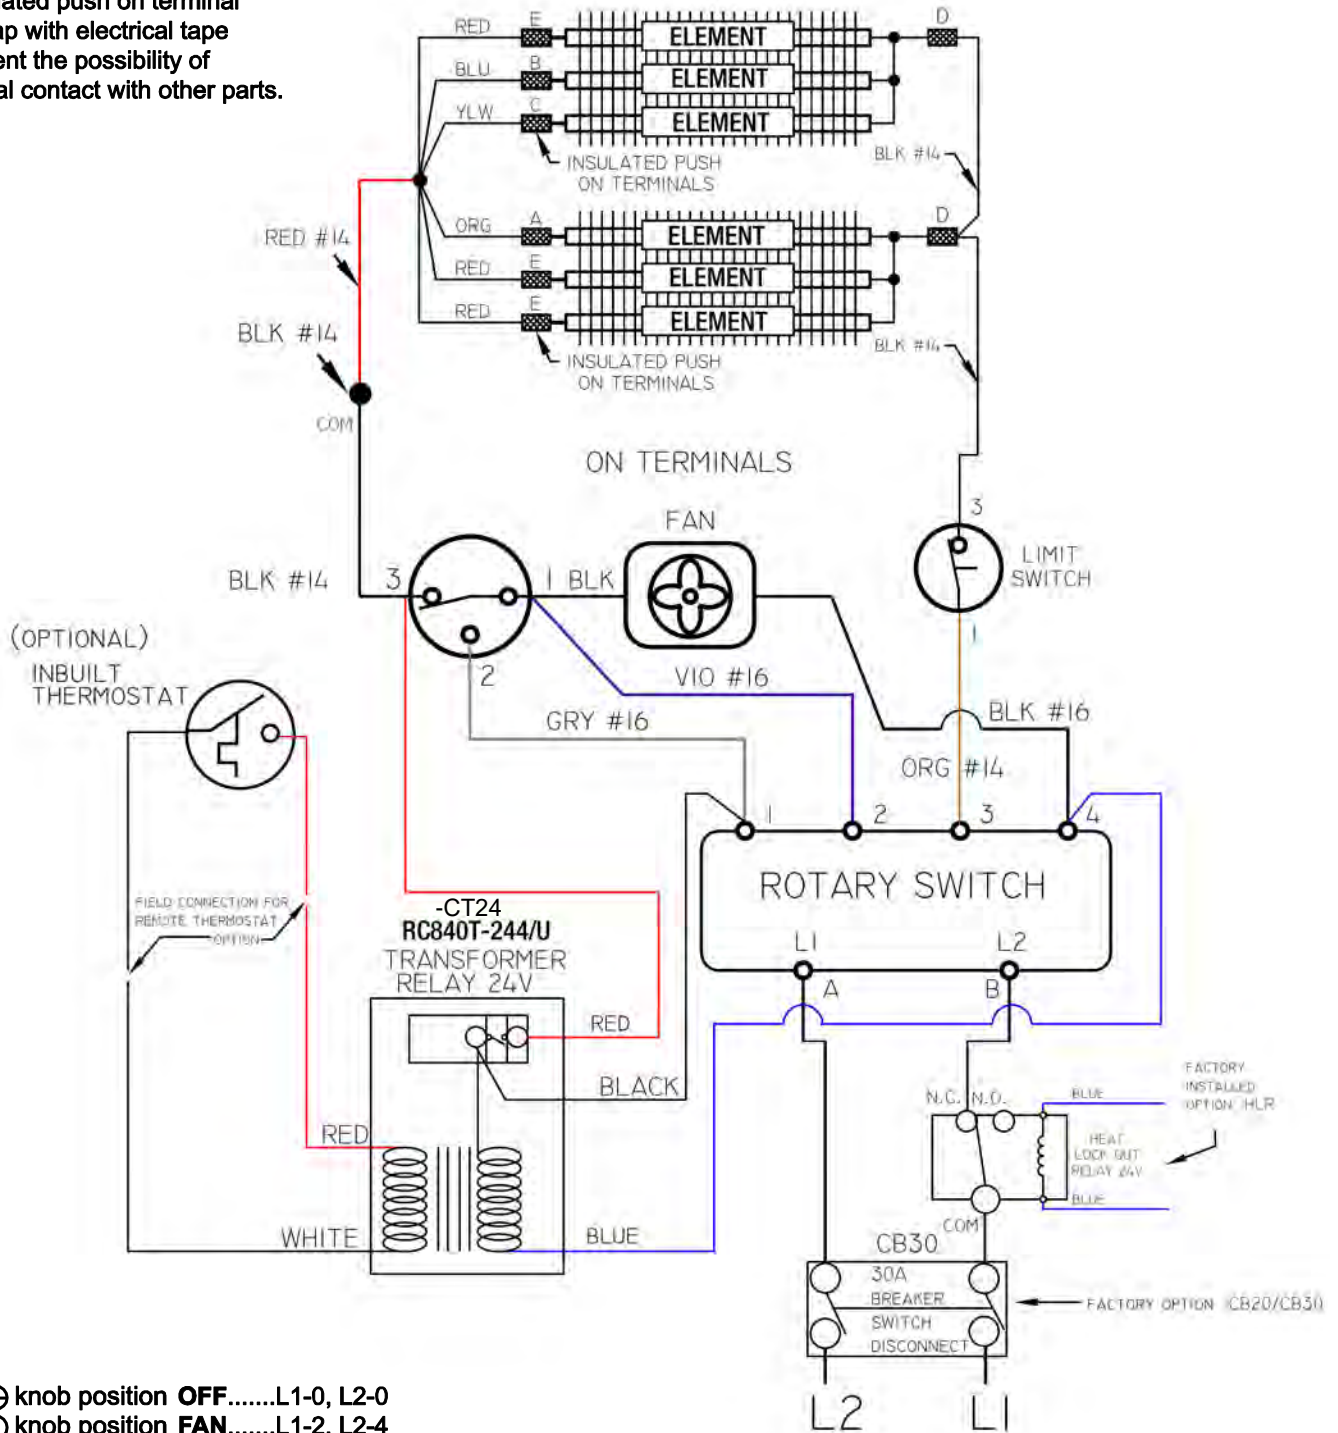 ated push on terminal
ap with electrical tape
ent the possibility of
al contact with other parts.
RED E ELEMENT D
BLU B ELEMENT
YLW C ELEMENT
INSULATED PUSH
ON TERMINALS
BLK #14
ORG A ELEMENT D
RED E ELEMENT
RED E ELEMENT
INSULATED PUSH
ON TERMINALS
BLK #14
RED #14
BLK #14
COM
ON TERMINALS
FAN
3
LIMIT
SWITCH
1
BLK #14 3 1 BLK
2
VIO #16
GRY #16
BLK #16
ORG #14
(OPTIONAL)
INBUILT
THERMOSTAT
FIELD CONNECTION FOR
REMOTE THERMOSTAT
OPTION
1 2 3 4
ROTARY SWITCH
L1 L2
A B
-CT24
RC840T-244/U
TRANSFORMER
RELAY 24V
RED
BLACK
RED
WHITE
BLUE
FACTORY
INSTALLED
OPTION HLR
N.C. N.O.
BLUE
HEAT
LOCK OUT
RELAY 24V
BLUE
COM
CB30
30A
BREAKER
SWITCH
DISCONNECT
FACTORY OPTION (CB20/CB30
L2 L1
knob position OFF.......L1-0, L2-0
knob position FAN.......L1-2, L2-4